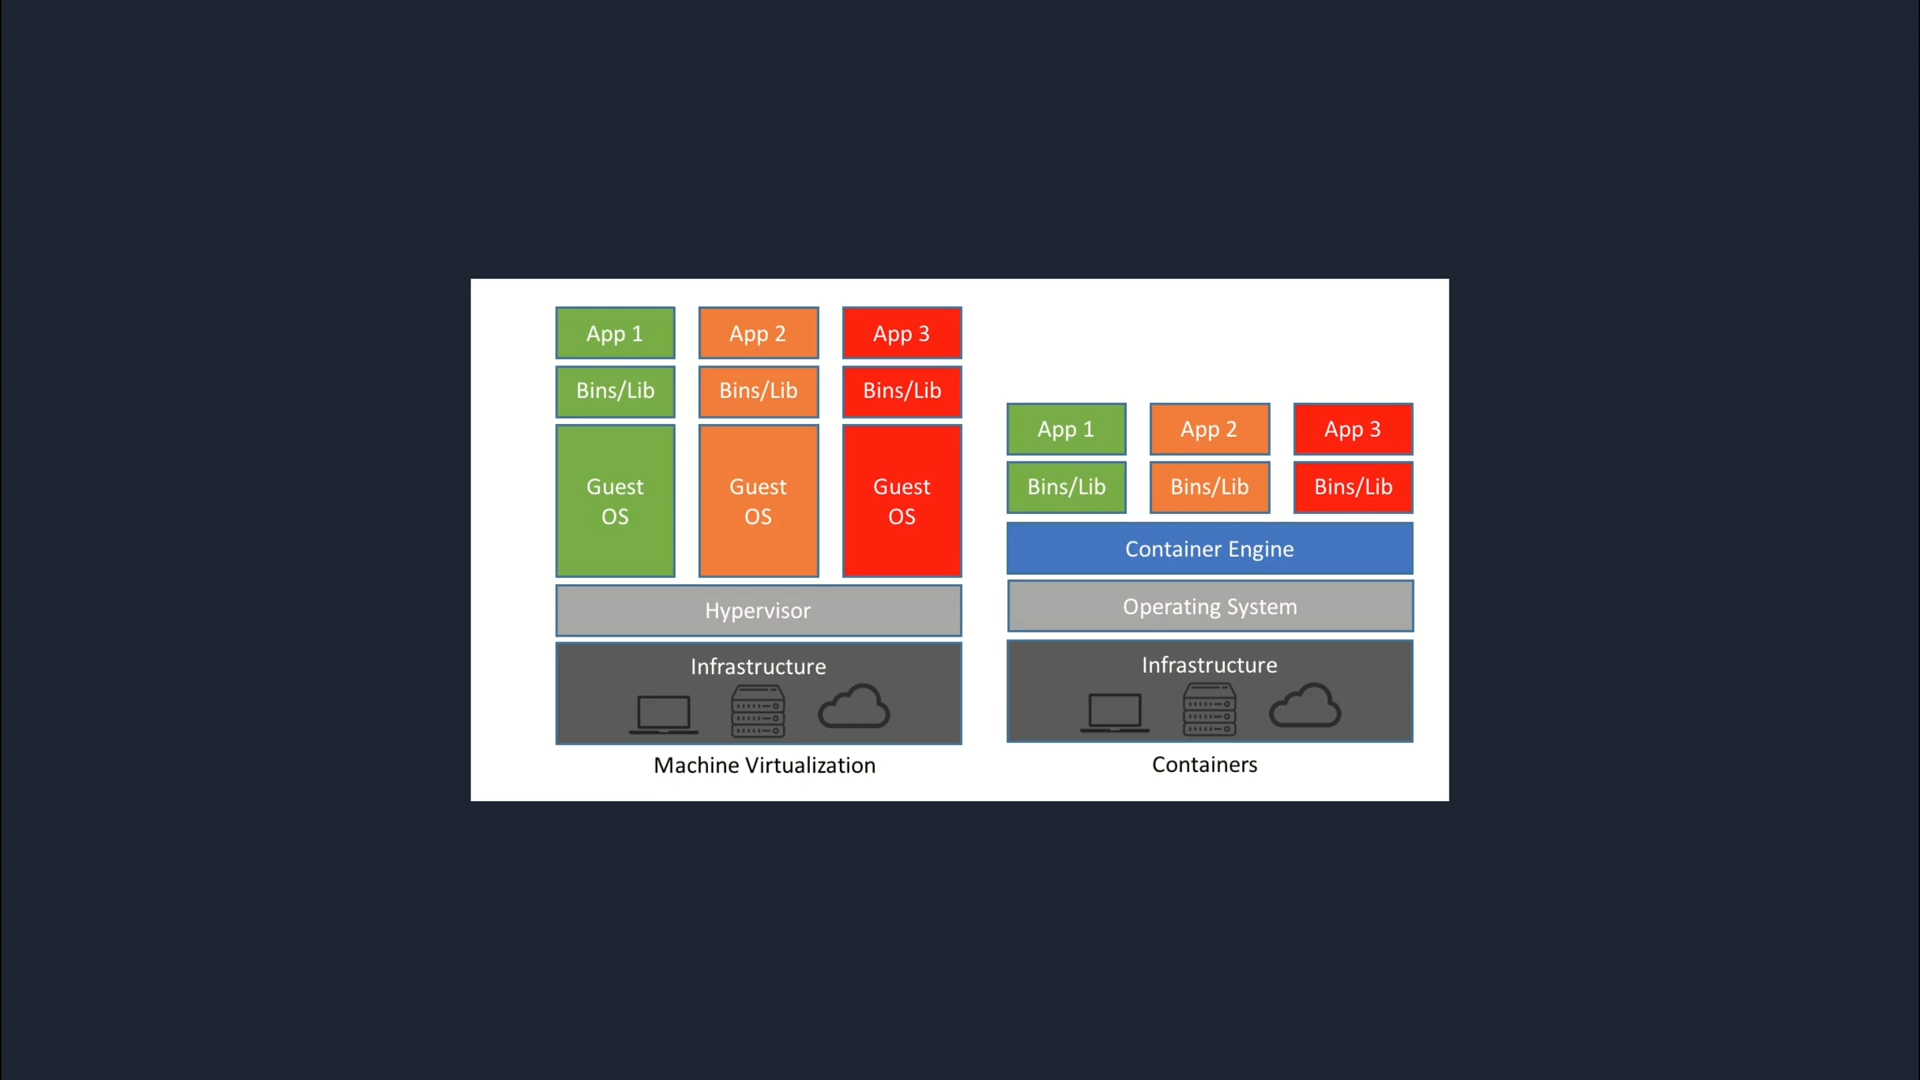 App 1
App 2
App 3
Bins/Lib
Bins/Lib
Bins/Lib
Guest
OS
Guest
OS
Guest
OS
Hypervisor
Infrastructure
Machine Virtualization
App 1
App 2
App 3
Bins/Lib
Bins/Lib
Bins/Lib
Container Engine
Operating System
Infrastructure
Containers